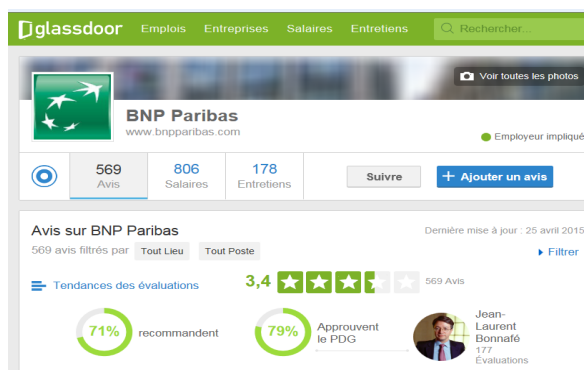 glassdoor Emplois Entreprises Salaires Entretiens Rechercher...
Voir toutes les photos
BNP Paribas
www.bnpparibas.com
Employeur impliqué
569 806 178
Avis Salaires Entretiens
Suivre + Ajouter un avis
Avis sur BNP Paribas
Dernière mise à jour : 25 avril 2015
569 avis filtrés par Tout Lieu Tout Poste
Filtrer
Tendances des évaluations 3,4 569 Avis
71% recommandent
79% Approuvent
le PDG
Jean-
Laurent
Bonnafé
177
Évaluations